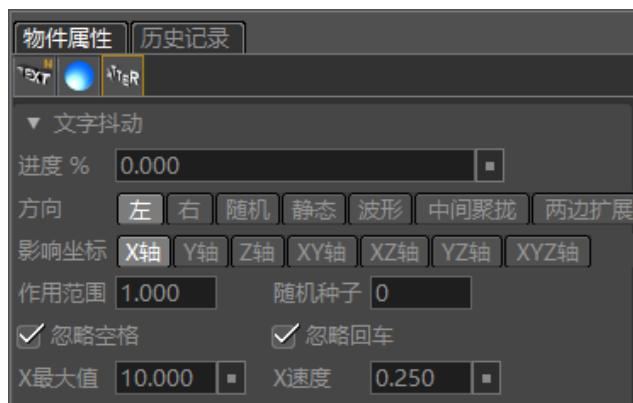 物件属性 历史记录
TEXT N JITTER
▼ 文字抖动
进度 % 0.000
方向 左 右 随机 静态 波形 中间聚拢 两边扩展
影响坐标 X轴 Y轴 Z轴 XY轴 XZ轴 YZ轴 XYZ轴
作用范围 1.000 随机种子 0
忽略空格 忽略回车
X最大值 10.000 X速度 0.250